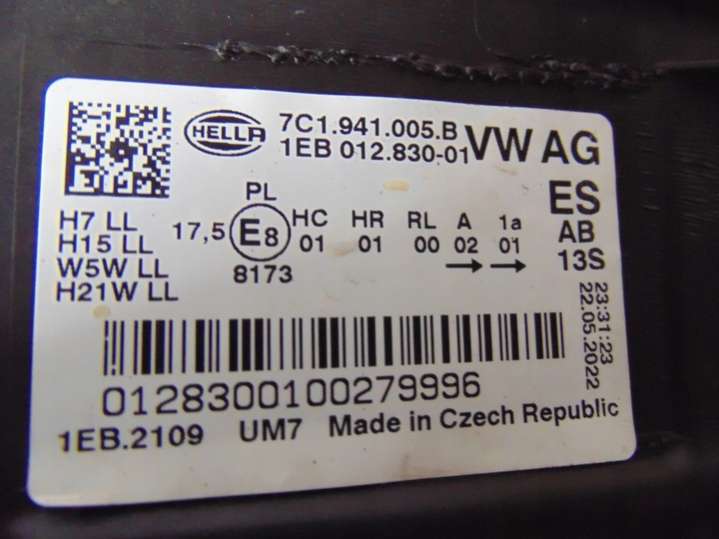 HELLA 7C1.941.005.B VW AG
1EB 012.830-01
ES
AB
13S
H7 LL
H15 LL
W5W LL
H21W LL
PL
17,5 E8 HC HR RL A 1a
01 01 00 02 01
8173 → →
23:31:23
22.05.2022
0128300100279996
1EB.2109 UM7 Made in Czech Republic